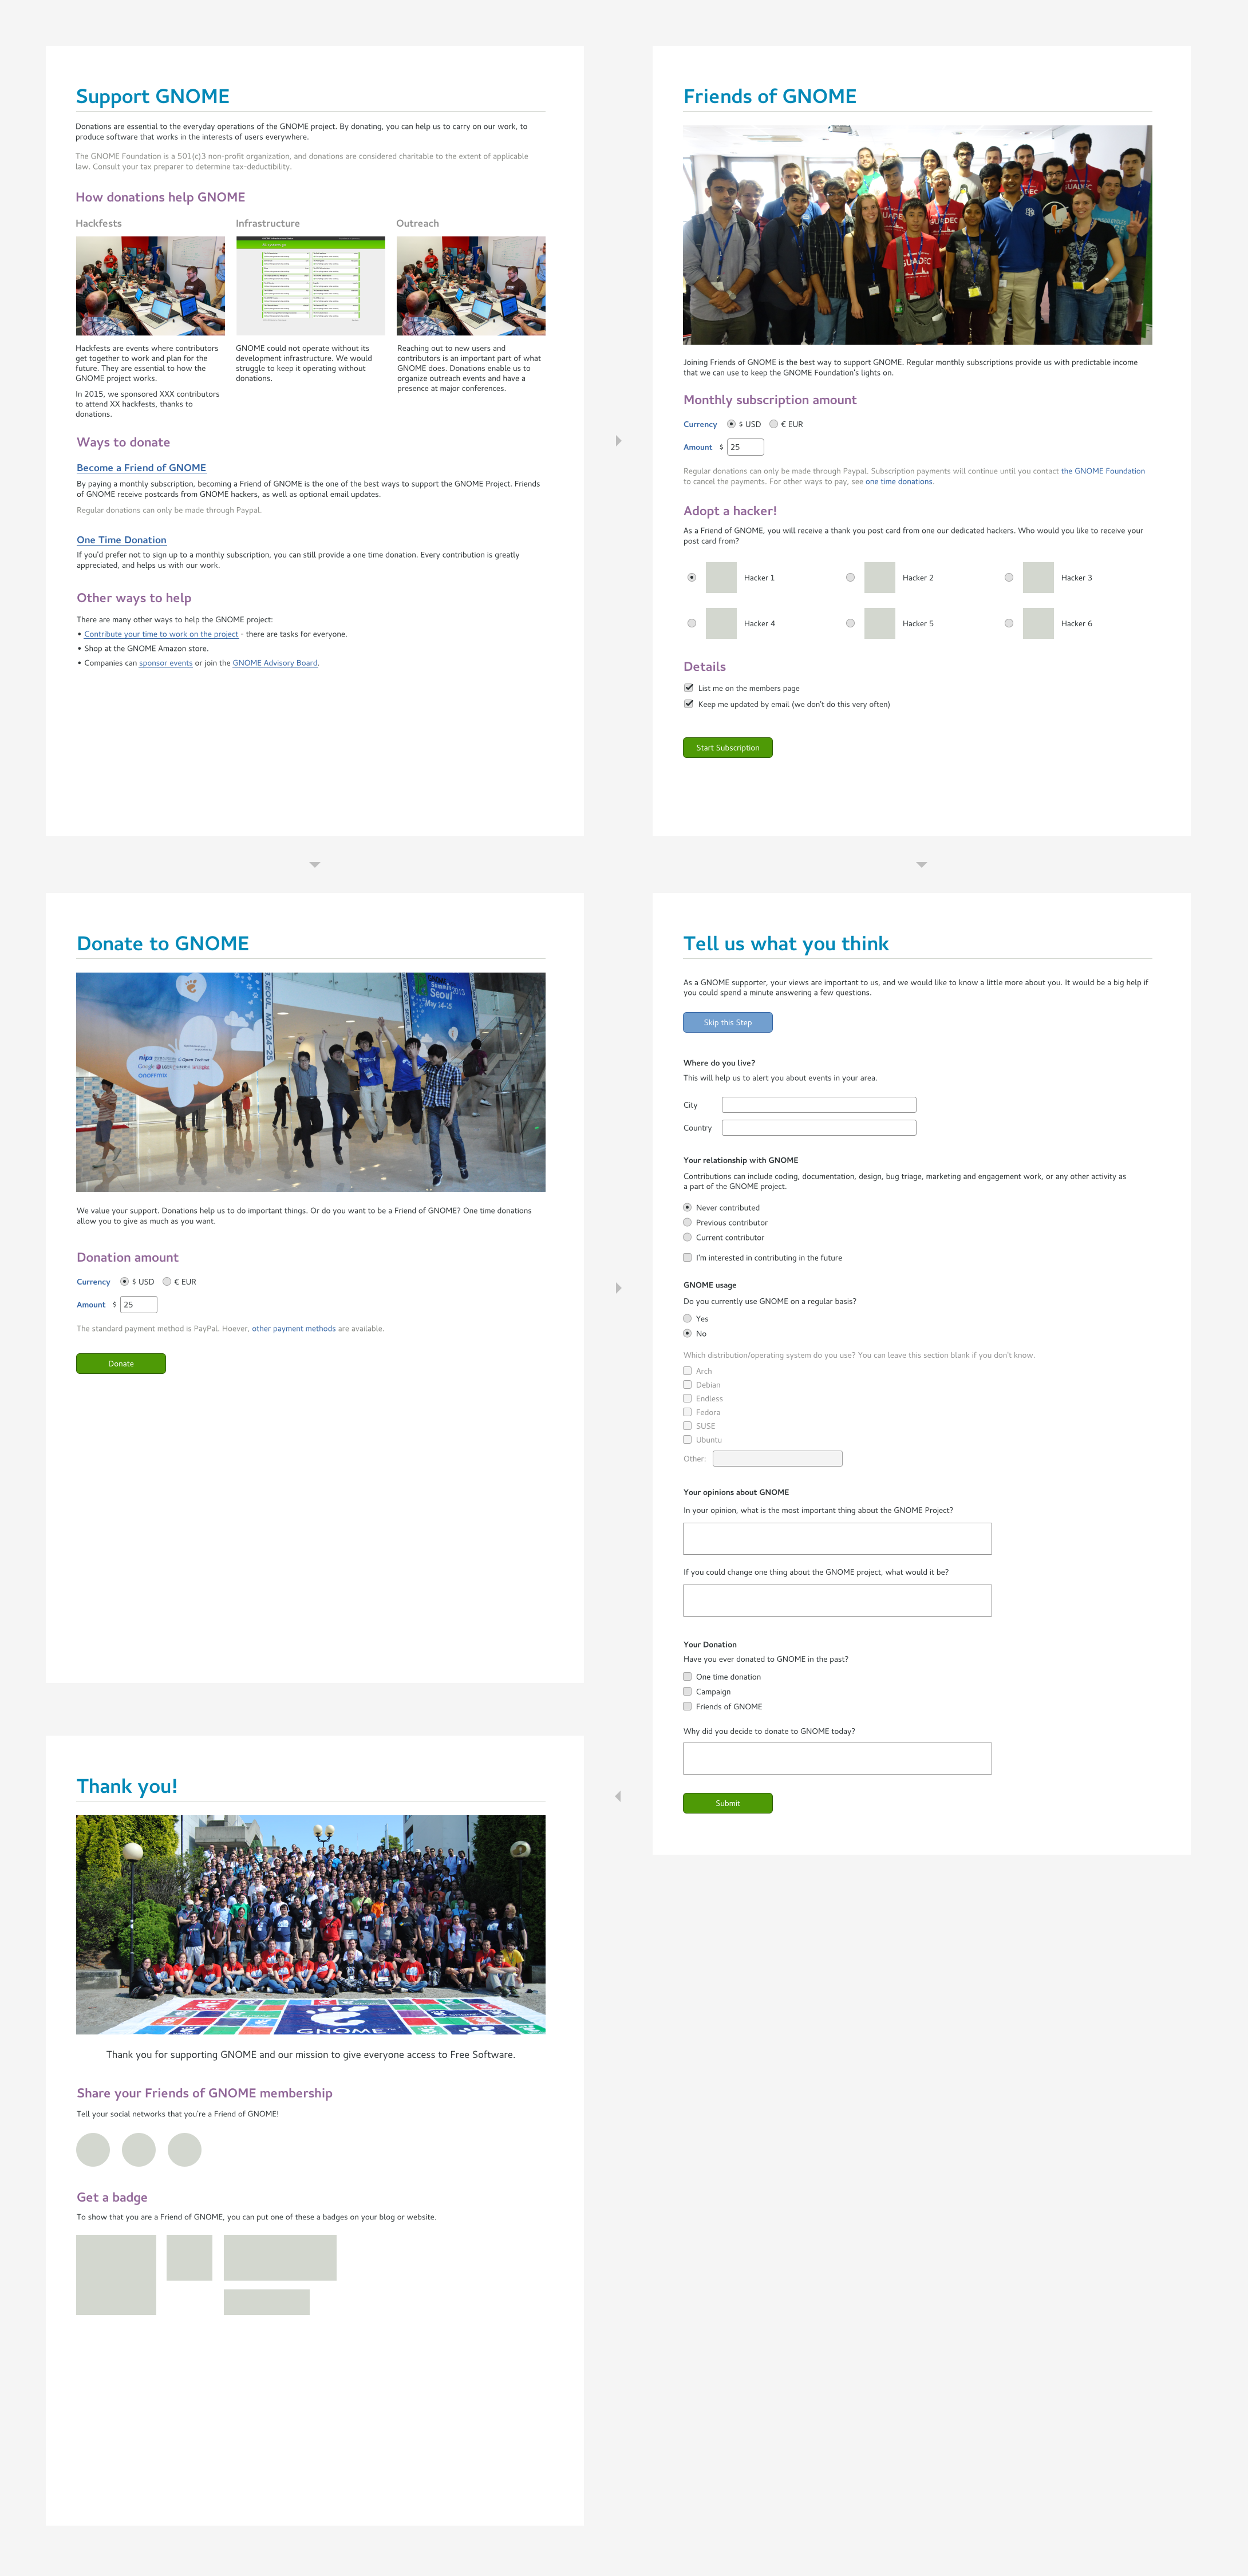 Support GNOME
Donations are essential to the everyday operations of the GNOME project. By donating, you can help us to carry on our work, to
produce software that works in the interests of users everywhere.
The GNOME Foundation is a 501(c)3 non-profit organization, and donations are considered charitable to the extent of applicable
law. Consult your tax preparer to determine tax-deductibility.
How donations help GNOME
Hackfests
Hackfests are events where contributors
get together to work and plan for the
future. They are essential to how the
GNOME project works.
In 2015, we sponsored XXX contributors
to attend XX hackfests, thanks to
donations.
Infrastructure
GNOME could not operate without its
development infrastructure. We would
struggle to keep it operating without
donations.
Outreach
Reaching out to new users and
contributors is an important part of what
GNOME does. Donations enable us to
organize outreach events and have a
presence at major conferences.
Ways to donate
Become a Friend of GNOME
By paying a monthly subscription, becoming a Friend of GNOME is the one of the best ways to support the GNOME Project. Friends
of GNOME receive postcards from GNOME hackers, as well as optional email updates.
Regular donations can only be made through Paypal.
One Time Donation
If you'd prefer not to sign up to a monthly subscription, you can still provide a one time donation. Every contribution is greatly
appreciated, and helps us with our work.
Other ways to help
There are many other ways to help the GNOME project:
• Contribute your time to work on the project - there are tasks for everyone.
• Shop at the GNOME Amazon store.
• Companies can sponsor events or join the GNOME Advisory Board.
Friends of GNOME
GUADEC
GUADEC
GUADEC
Joining Friends of GNOME is the best way to support GNOME. Regular monthly subscriptions provide us with predictable income
that we can use to keep the GNOME Foundation's lights on.
Monthly subscription amount
Currency $ USD € EUR
Amount $ 25
Regular donations can only be made through Paypal. Subscription payments will continue until you contact the GNOME Foundation
to cancel the payments. For other ways to pay, see one time donations.
Adopt a hacker!
As a Friend of GNOME, you will receive a thank you post card from one our dedicated hackers. Who would you like to receive your
post card from?
Hacker 1 Hacker 2 Hacker 3
Hacker 4 Hacker 5 Hacker 6
Details
List me on the members page
Keep me updated by email (we don't do this very often)
Start Subscription
Donate to GNOME
Summit 2013
Seoul
May 24-25
SEOUL, MAY 24-25
nipa
Google
We value your support. Donations help us to do important things. Or do you want to be a Friend of GNOME? One time donations
allow you to give as much as you want.
Donation amount
Currency $ USD € EUR
Amount $ 25
The standard payment method is PayPal. Hoever, other payment methods are available.
Donate
Tell us what you think
As a GNOME supporter, your views are important to us, and we would like to know a little more about you. It would be a big help if
you could spend a minute answering a few questions.
Skip this Step
Where do you live?
This will help us to alert you about events in your area.
City
Country
Your relationship with GNOME
Contributions can include coding, documentation, design, bug triage, marketing and engagement work, or any other activity as
a part of the GNOME project.
Never contributed
Previous contributor
Current contributor
I'm interested in contributing in the future
GNOME usage
Do you currently use GNOME on a regular basis?
Yes
No
Which distribution/operating system do you use? You can leave this section blank if you don't know.
Arch
Debian
Endless
Fedora
SUSE
Ubuntu
Other:
Your opinions about GNOME
In your opinion, what is the most important thing about the GNOME Project?
If you could change one thing about the GNOME project, what would it be?
Your Donation
Have you ever donated to GNOME in the past?
One time donation
Campaign
Friends of GNOME
Why did you decide to donate to GNOME today?
Submit
Thank you!
GNOME
Thank you for supporting GNOME and our mission to give everyone access to Free Software.
Share your Friends of GNOME membership
Tell your social networks that you're a Friend of GNOME!
Get a badge
To show that you are a Friend of GNOME, you can put one of these a badges on your blog or website.